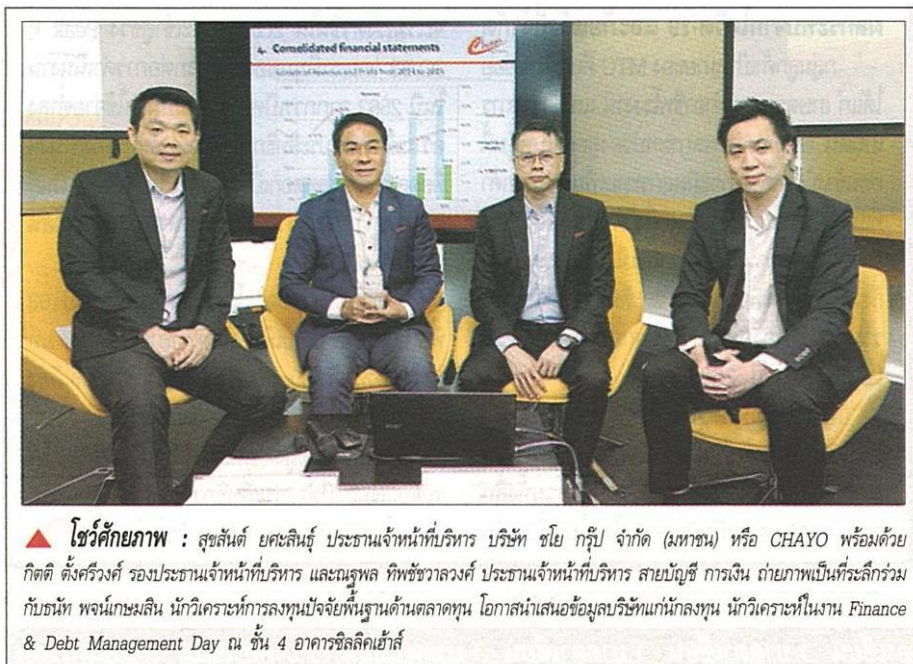 4. Consolidated financial statements
Chayo
Growth of Revenue and Profit from 2014 to 2021
โชว์ศักยภาพ : สุขสันต์ ยศะสินธุ์ ประธานเจ้าหน้าที่บริหาร บริษัท ชโย กรุ๊ป จำกัด (มหาชน) หรือ CHAYO พร้อมด้วย
กิตติ ตั้งศรีวงศ์ รองประธานเจ้าหน้าที่บริหาร และณฐพล ทิพชัชวาลวงศ์ ประธานเจ้าหน้าที่บริหาร สายบัญชี การเงิน ถ่ายภาพเป็นที่ระลึกร่วม
กับธนัท พจน์เกษมสิน นักวิเคราะห์การลงทุนปัจจัยพื้นฐานด้านตลาดทุน โอกาสนำเสนอข้อมูลบริษัทแก่นักลงทุน นักวิเคราะห์ในงาน Finance
& Debt Management Day ณ ชั้น 4 อาคารซิลลิคเฮ้าส์